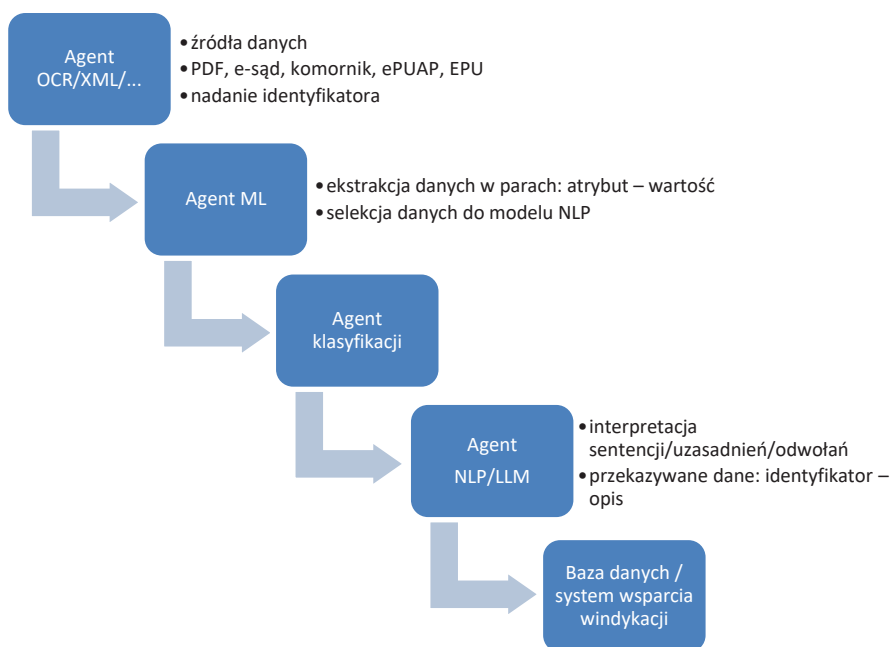 Agent
OCR/XML/...
•źródła danych
•PDF, e-sąd, komornik, ePUAP, EPU
•nadanie identyfikatora
Agent ML
•ekstrakcja danych w parach: atrybut – wartość
•selekcja danych do modelu NLP
Agent
klasyfikacji
Agent
NLP/LLM
•interpretacja
sentencji/uzasadnień/odwołań
•przekazywane dane: identyfikator –
opis
Baza danych /
system wsparcia
windykacji